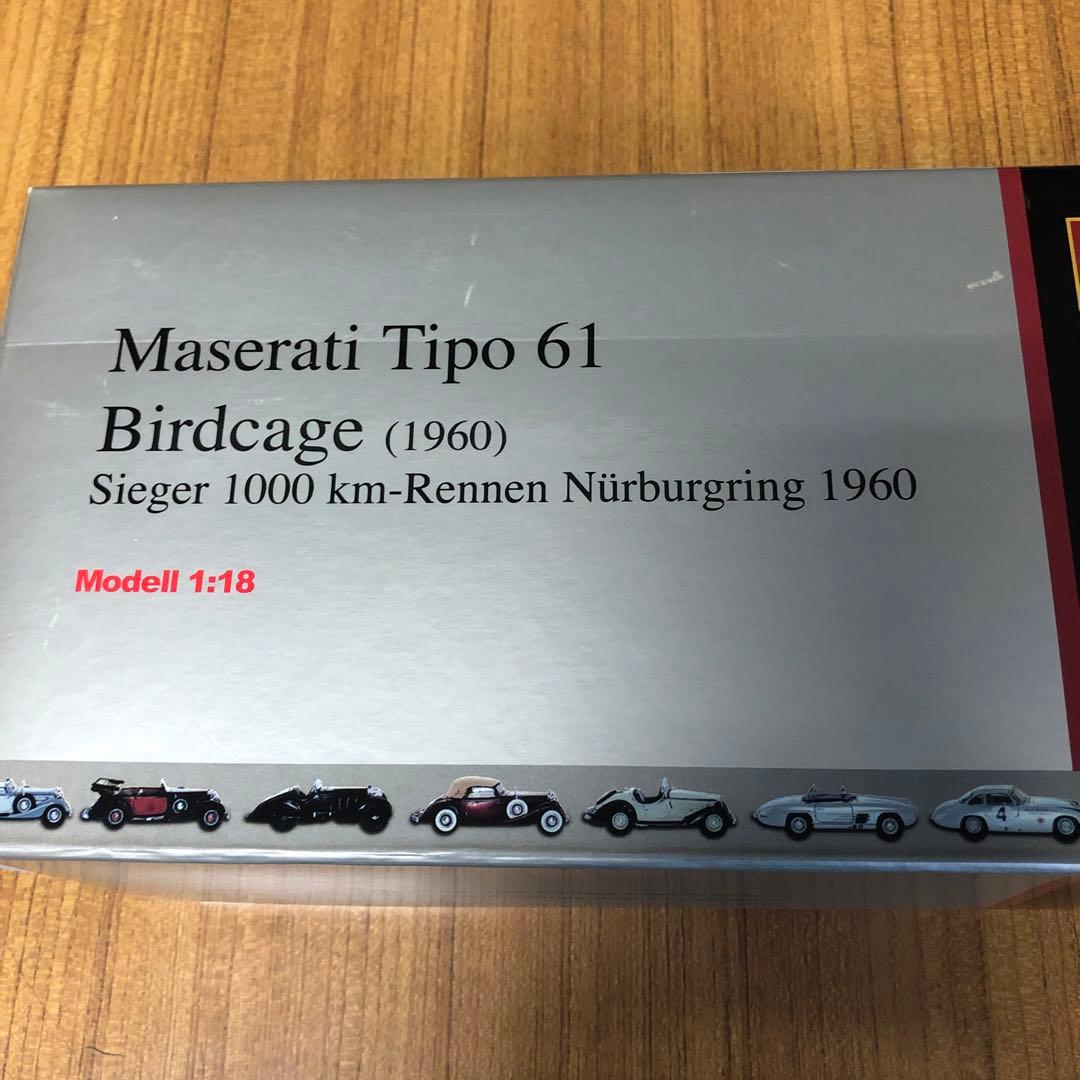 Maserati Tipo 61
Birdcage (1960)
Sieger 1000 km-Rennen Nürburgring 1960
Modell 1:18
4